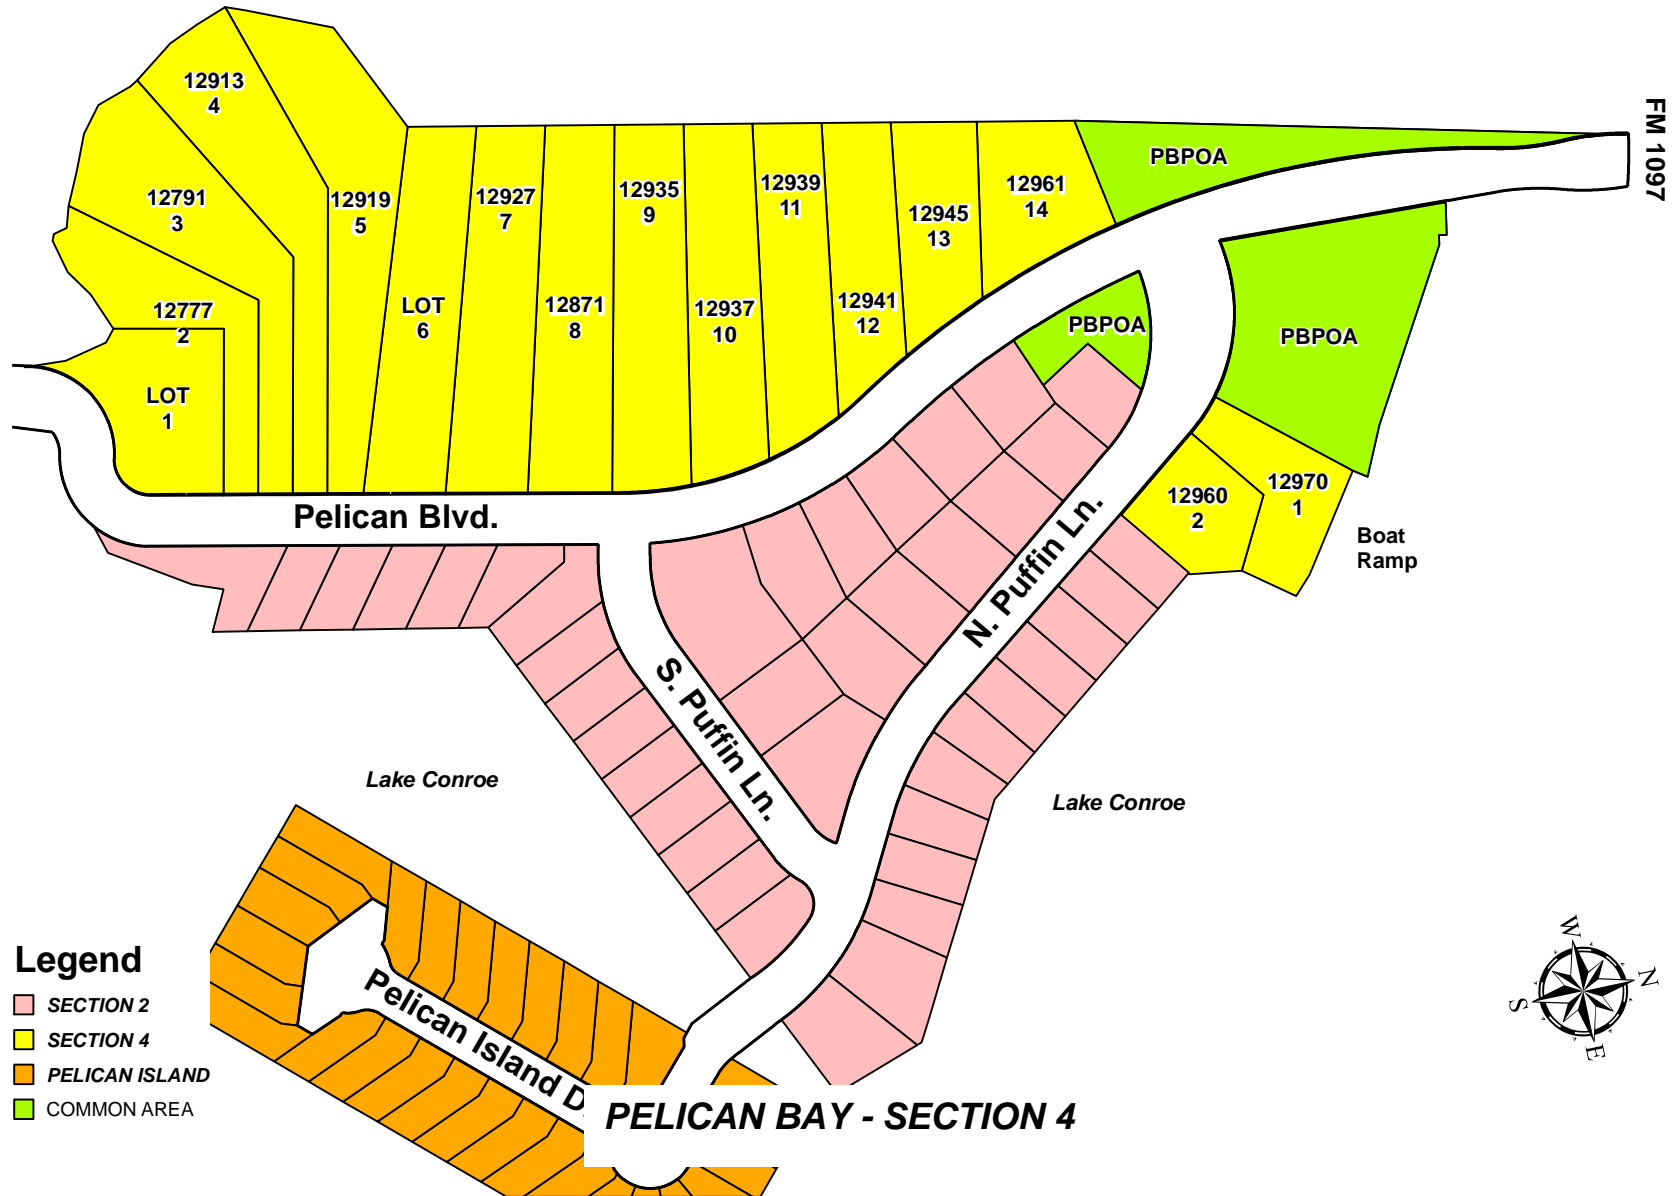 FM 1097
12913
4
PBPOA
12791
3
12919
5
12927
7
12935
9
12939
11
12945
13
12961
14
12777
2
LOT
6
12871
8
12937
10
12941
12
PBPOA
PBPOA
LOT
1
12960
2
12970
1
Pelican Blvd.
Boat
Ramp
N. Puffin Ln.
S. Puffin Ln.
Lake Conroe
Lake Conroe
Legend
SECTION 2
SECTION 4
PELICAN ISLAND
COMMON AREA
Pelican Island D
W
N
S
E
PELICAN BAY - SECTION 4